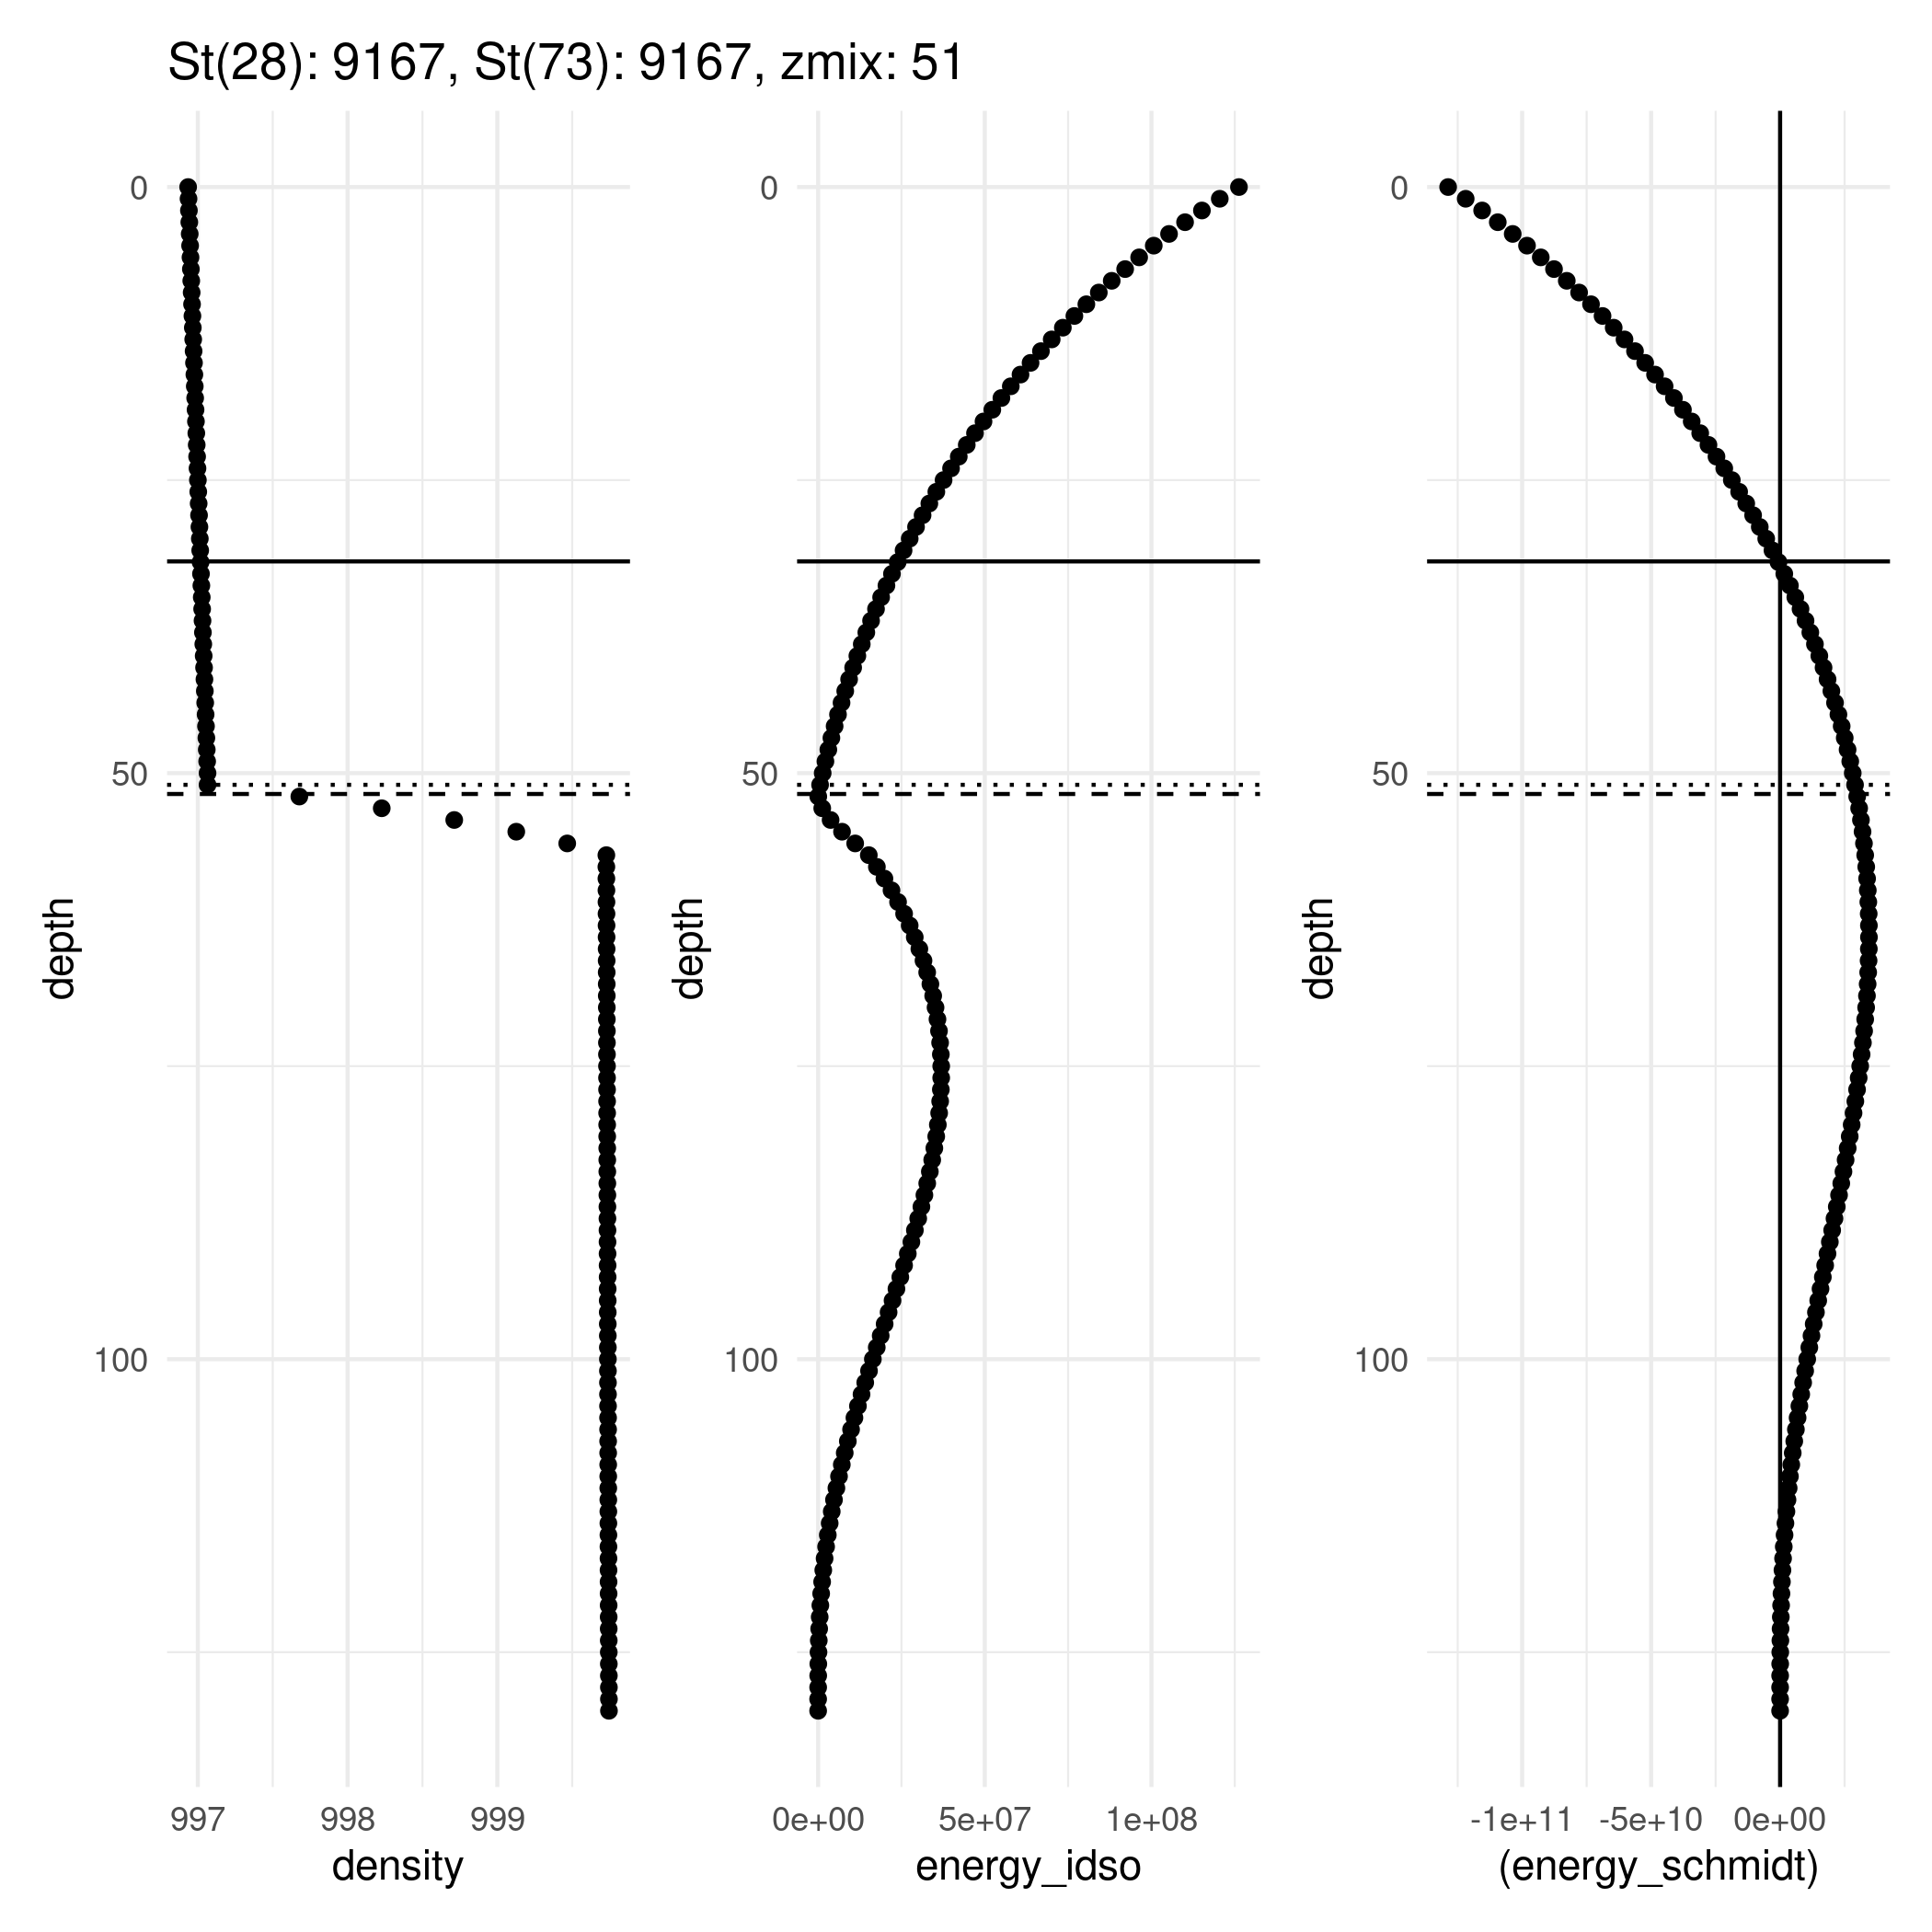 St(28): 9167, St(73): 9167, zmix: 51
0
50
100
depth
997 998 999
density
0
50
100
depth
0e+00 5e+07 1e+08
energy_idso
0
50
100
depth
-1e+11 -5e+10 0e+00
(energy_schmidt)